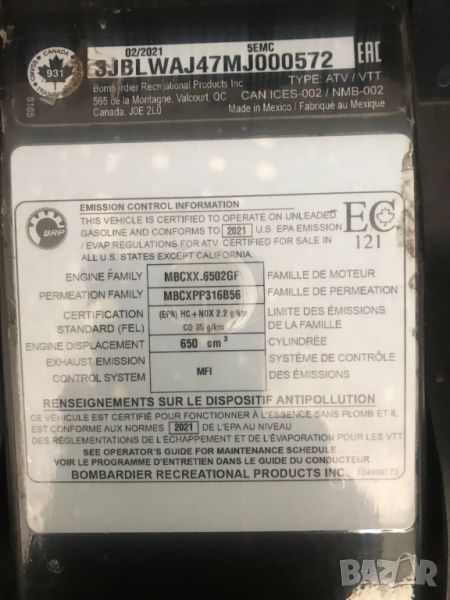 CANADA
931
TRANS
8165
02/2021 5EMC
3JBLWAJ47MJ000572
EAC
Bombardier Recreational Products Inc
565 de la Montagne, Valcourt, QC
Canada, J0E 2L0
TYPE: ATV / VTT
CAN ICES-002 / NMB-002
Made in Mexico / Fabriqué au Mexique
BRP
EMISSION CONTROL INFORMATION
THIS VEHICLE IS CERTIFIED TO OPERATE ON UNLEADED
GASOLINE AND CONFORMS TO 2021 U.S. EPA EMISSION
/ EVAP REGULATIONS FOR ATV CERTIFIED FOR SALE IN
ALL U.S. STATES EXCEPT CALIFORNIA.
EC
121
ENGINE FAMILY MBCXX.6502GF FAMILLE DE MOTEUR
PERMEATION FAMILY MBCXPP316B56 FAMILLE DE PERMEATION
CERTIFICATION (EPA) HC+NOX 2.2 g/km LIMITE DES ÉMISSIONS
STANDARD (FEL) CO 35 g/km DE LA FAMILLE
ENGINE DISPLACEMENT 650 cm³ CYLINDRÉE
EXHAUST EMISSION SYSTÈME DE CONTRÔLE
CONTROL SYSTEM MFI DES ÉMISSIONS
RENSEIGNEMENTS SUR LE DISPOSITIF ANTIPOLLUTION
CE VÉHICULE EST CERTIFIÉ POUR FONCTIONNER À L'ESSENCE SANS PLOMB ET IL
EST CONFORME AUX NORMES 2021 DE L'EPA AU NIVEAU
DES RÉGLEMENTATIONS DE L'ÉCHAPPEMENT ET DE L'ÉVAPORATION POUR LES VTT.
SEE OPERATOR'S GUIDE FOR MAINTENANCE SCHEDULE
VOIR LE PROGRAMME D'ENTRETIEN DANS LE GUIDE DU CONDUCTEUR
BOMBARDIER RECREATIONAL PRODUCTS INC.
BAZAR